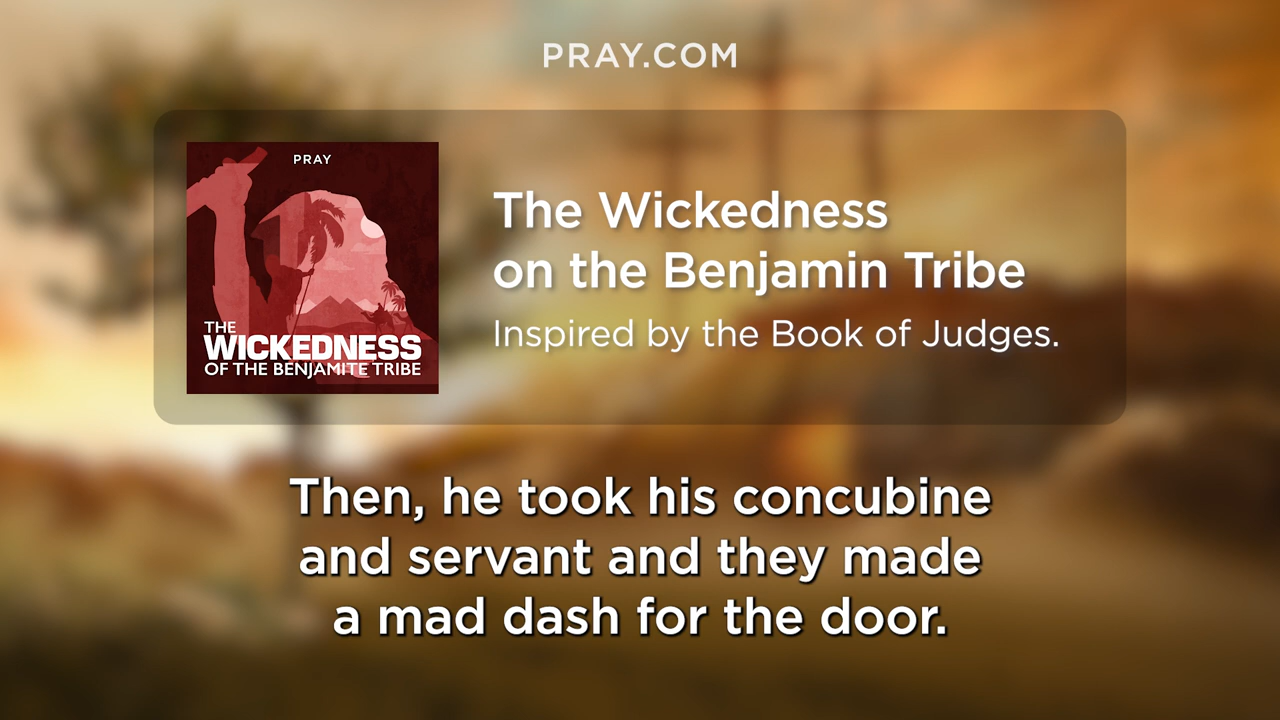 PRAY.COM
PRAY
THE
WICKEDNESS
OF THE BENJAMITE TRIBE
The Wickedness
on the Benjamin Tribe
Inspired by the Book of Judges.
Then, he took his concubine
and servant and they made
a mad dash for the door.